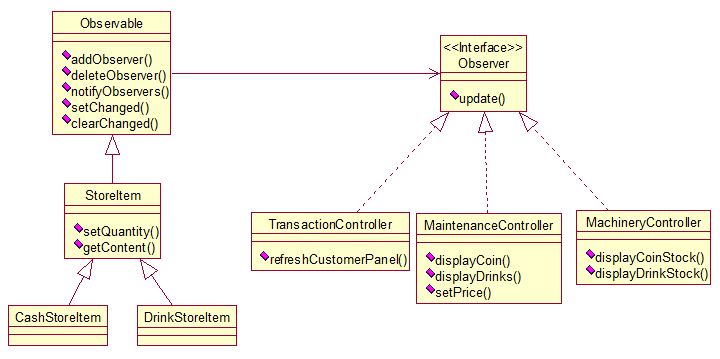 Observable
addObserver()
deleteObserver()
notifyObservers()
setChanged()
clearChanged()
<<Interface>>
Observer
update()
StoreItem
setQuantity()
getContent()
CashStoreItem
DrinkStoreItem
TransactionController
refreshCustomerPanel()
MaintenanceController
displayCoin()
displayDrinks()
setPrice()
MachineryController
displayCoinStock()
displayDrinkStock()